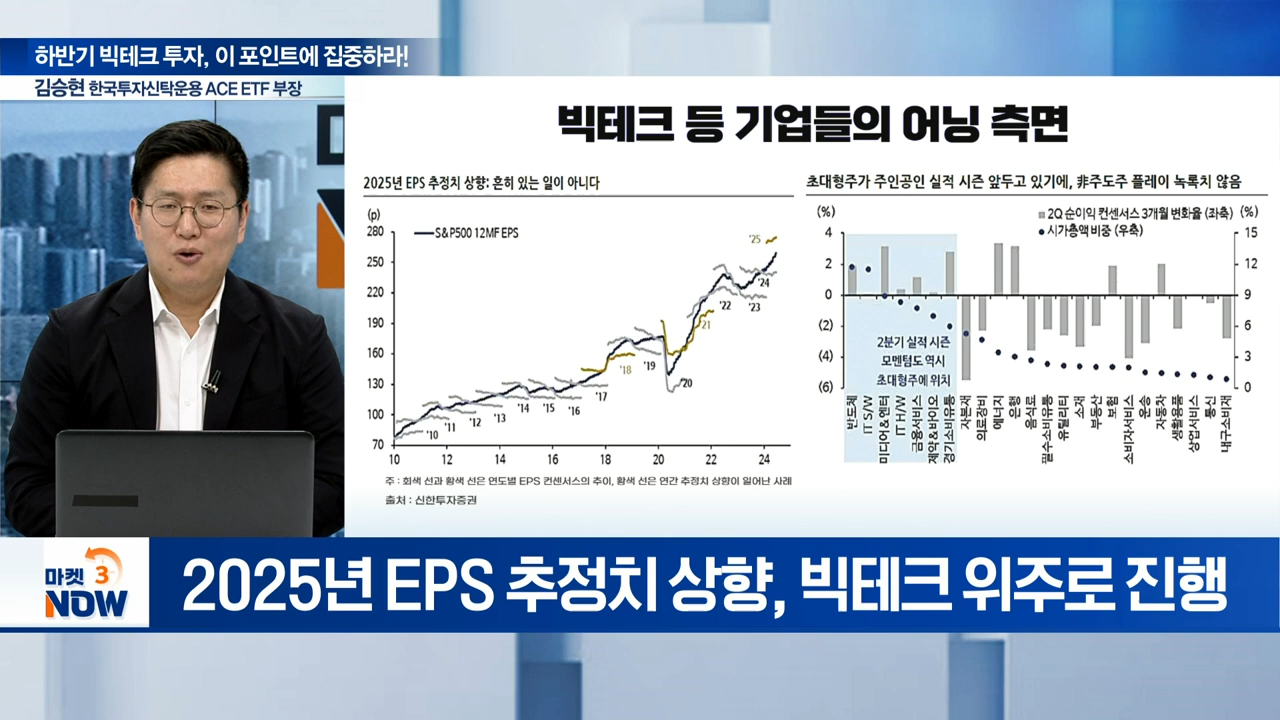 하반기 빅테크 투자, 이 포인트에 집중하라!
김승현 한국투자신탁운용 ACE ETF 부장
빅테크 등 기업들의 어닝 측면
2025년 EPS 추정치 상향: 흔히 있는 일이 아니다
(p)
S&P500 12MF EPS
280
250
220
190
160
130
100
70
'10
'11
'12
'13
'14
'15
'16
'17
'18
'19
'20
'21
'22
'23
'24
'25
10 12 14 16 18 20 22 24
주 : 회색 선과 황색 선은 연도별 EPS 컨센서스의 추이, 황색 선은 연간 추정치 상향이 일어난 사례
출처 : 신한투자증권
초대형주가 주인공인 실적 시즌 앞두고 있기에, 非주도주 플레이 녹록치 않음
(%)
2Q 순이익 컨센서스 3개월 변화율 (좌축)
시가총액 비중 (우축)
(%)
4
2
0
(2)
(4)
(6)
15
12
9
6
3
0
2분기 실적 시즌
모멘텀도 역시
초대형주에 위치
반도체
IT S/W
미디어&엔터
IT H/W
금융서비스
제약&바이오
경기소비유통
자본재
의료장비
에너지
은행
음식료
필수소비유통
유틸리티
소재
부동산
보험
소비자서비스
운송
자동차
생활용품
상업서비스
통신
내구소비재
마켓 3
NOW
2025년 EPS 추정치 상향, 빅테크 위주로 진행